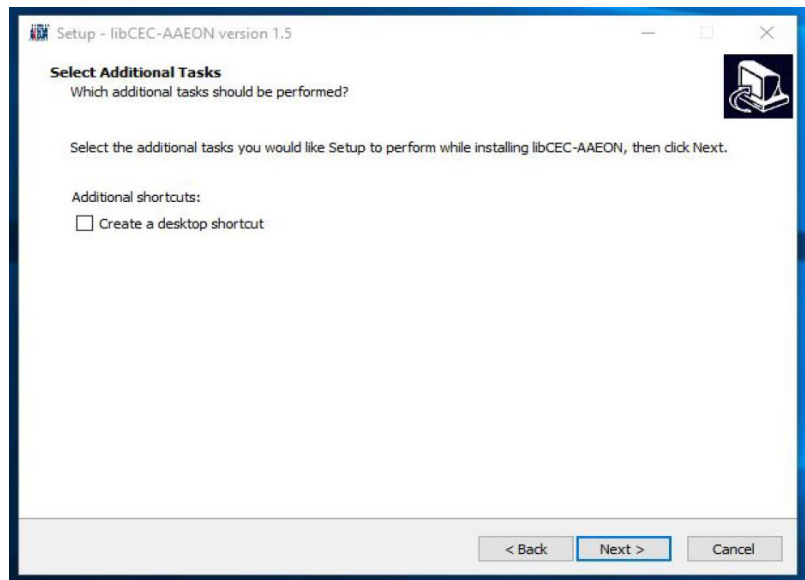 Setup - libCEC-AAEON version 1.5
Select Additional Tasks
Which additional tasks should be performed?
Select the additional tasks you would like Setup to perform while installing libCEC-AAEON, then click Next.
Additional shortcuts:
Create a desktop shortcut
< Back
Next >
Cancel